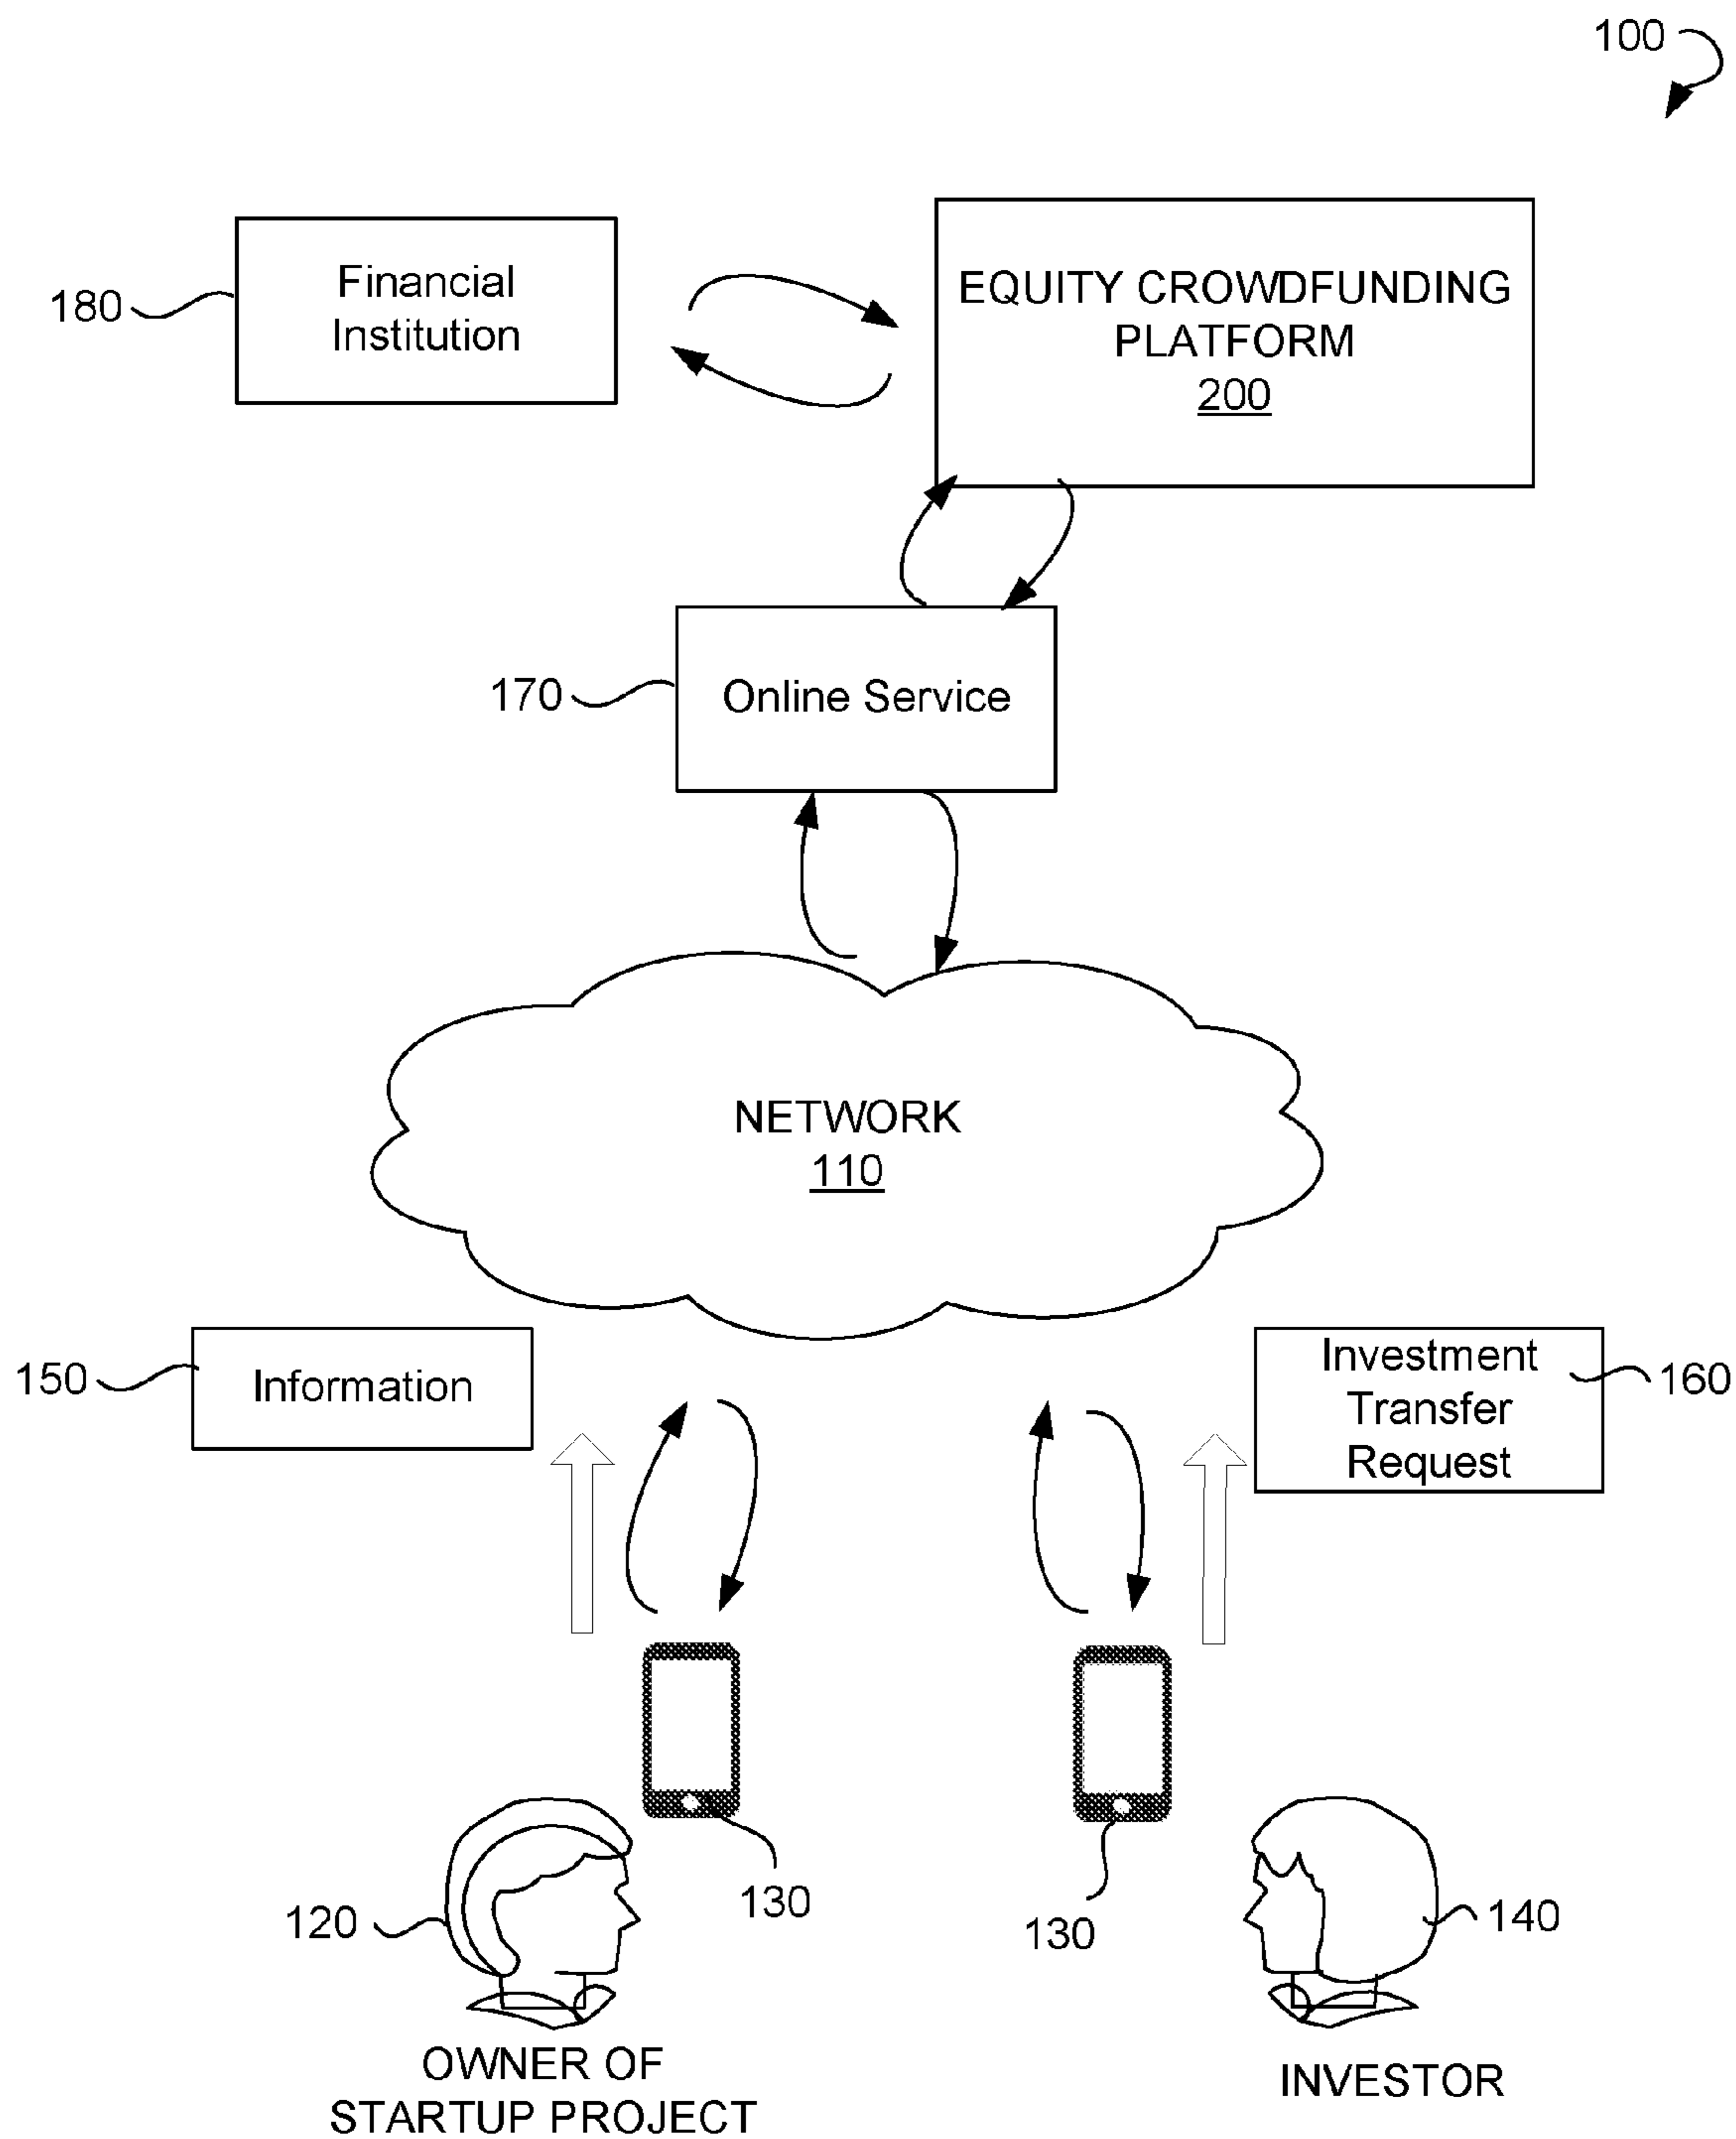 100
180
Financial
Institution
EQUITY CROWDFUNDING
PLATFORM
200
170
Online Service
NETWORK
110
150
Information
Investment
Transfer
Request
160
130
130
120
140
OWNER OF
STARTUP PROJECT
INVESTOR